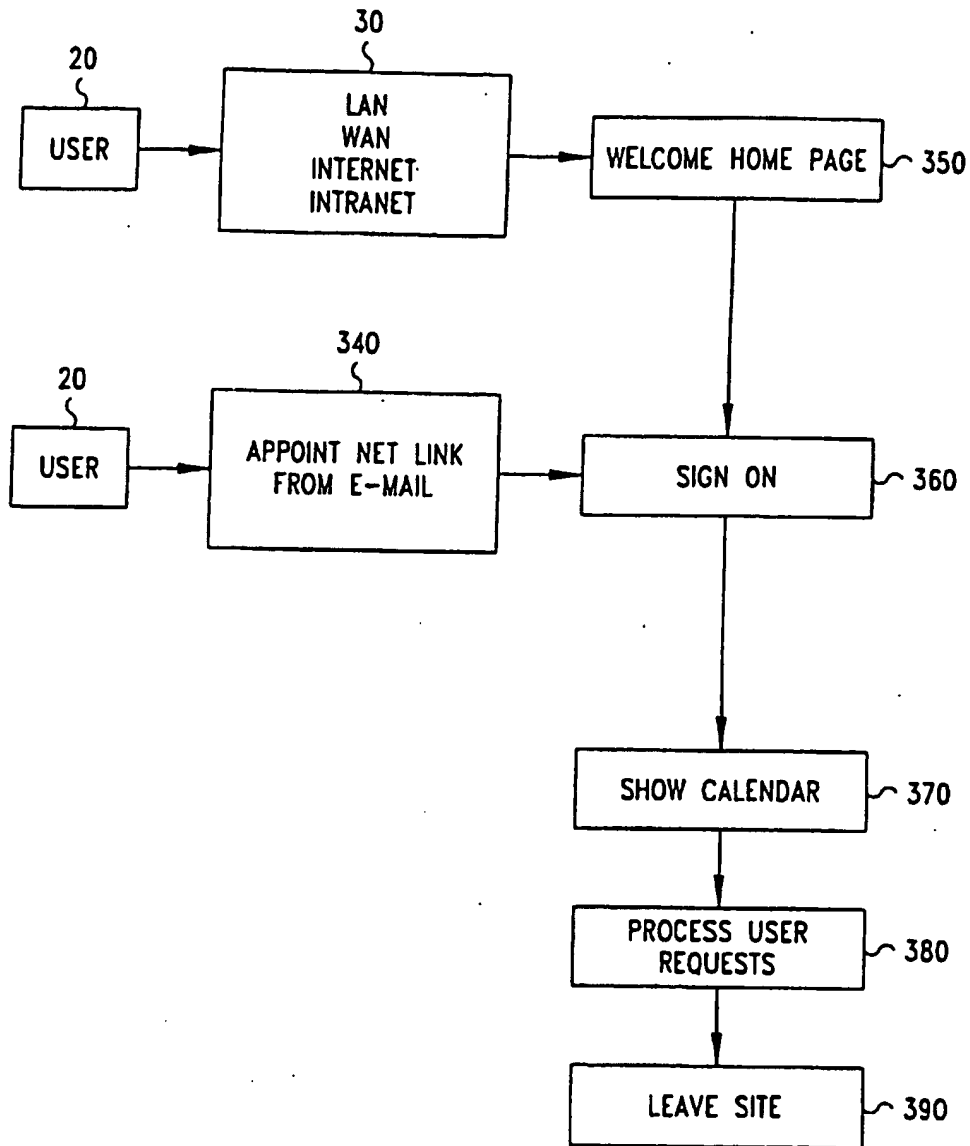 30
20
LAN
WAN
INTERNET
INTRANET
USER
WELCOME HOME PAGE
350
340
20
APPOINT NET LINK
FROM E-MAIL
USER
SIGN ON
360
SHOW CALENDAR
370
PROCESS USER
REQUESTS
380
LEAVE SITE
390